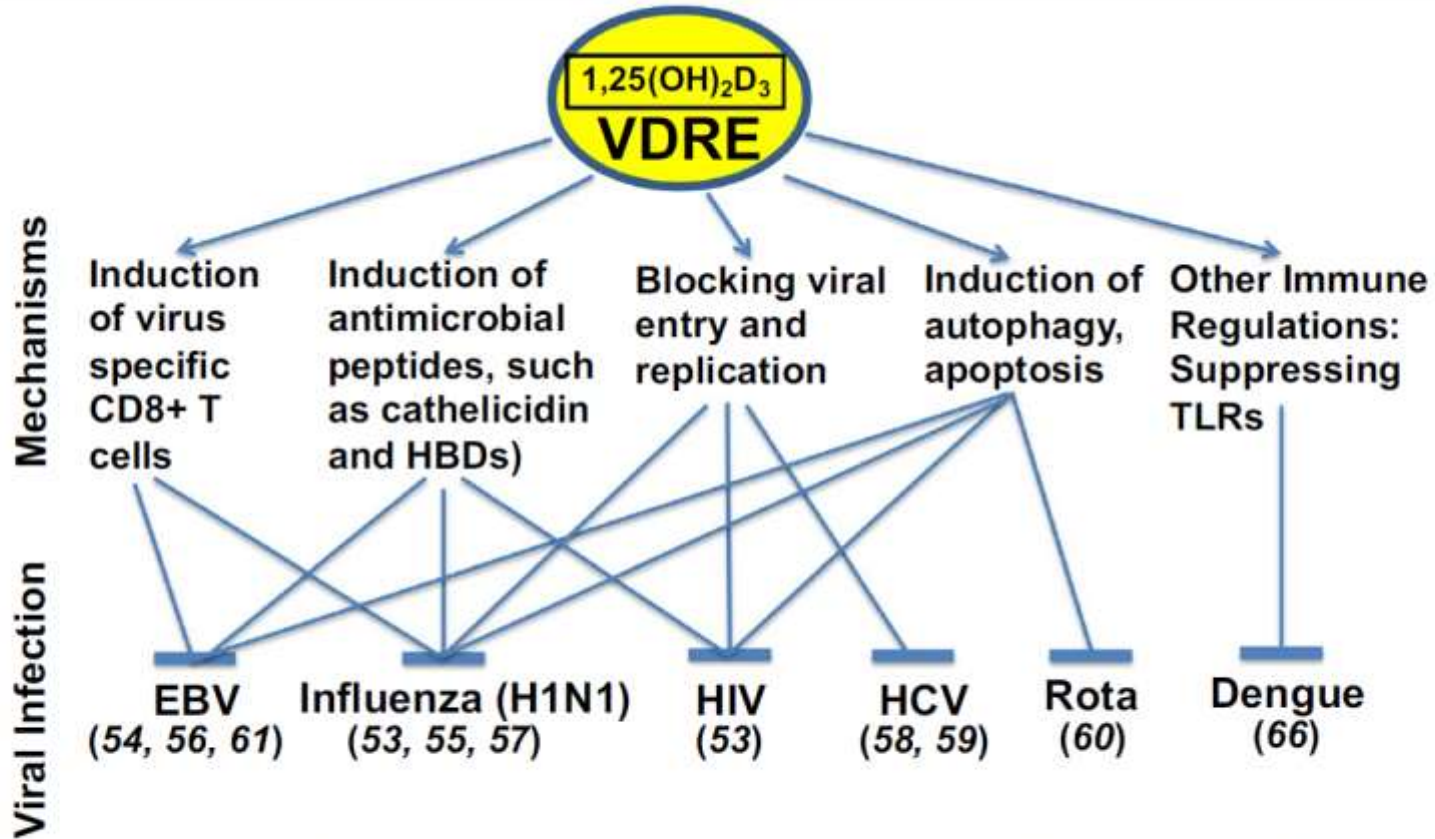 1,25(OH)₂D₃
VDRE
Mechanisms
Induction
of virus
specific
CD8+ T
cells
Induction of
antimicrobial
peptides, such
as cathelicidin
and HBDs)
Blocking viral
entry and
replication
Induction of
autophagy,
apoptosis
Other Immune
Regulations:
Suppressing
TLRs
Viral Infection
EBV
(54, 56, 61)
Influenza (H1N1)
(53, 55, 57)
HIV
(53)
HCV
(58, 59)
Rota
(60)
Dengue
(66)